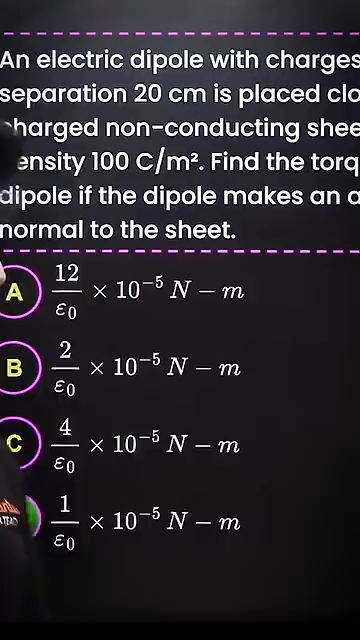 An electric dipole with charges
separation 20 cm is placed clo
charged non-conducting shee
ensity 100 C/m². Find the torq
dipole if the dipole makes an a
normal to the sheet.
A 12/ε₀ × 10⁻⁵ N – m
B 2/ε₀ × 10⁻⁵ N – m
C 4/ε₀ × 10⁻⁵ N – m
1/ε₀ × 10⁻⁵ N – m